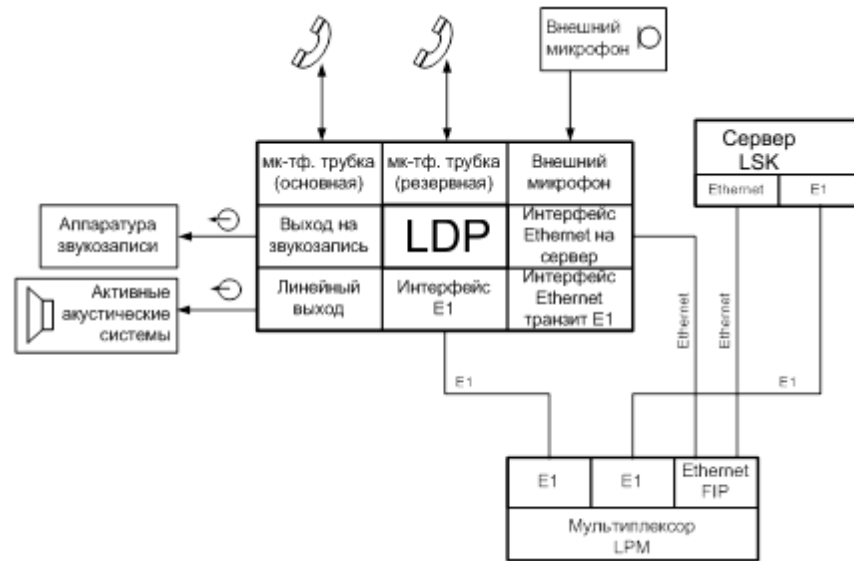 Внешний
микрофон
мк-тф. трубка
(основная)
мк-тф. трубка
(резервная)
Внешний
микрофон
Сервер
LSK
Ethernet
E1
Аппаратура
звукозаписи
Выход на
звукозапись
LDP
Интерфейс
Ethernet на
сервер
Активные
акустические
системы
Линейный
выход
Интерфейс
E1
Интерфейс
Ethernet
транзит E1
Ethernet
Ethernet
E1
E1
E1
E1
Ethernet
FIP
Мультиплексор
LPM